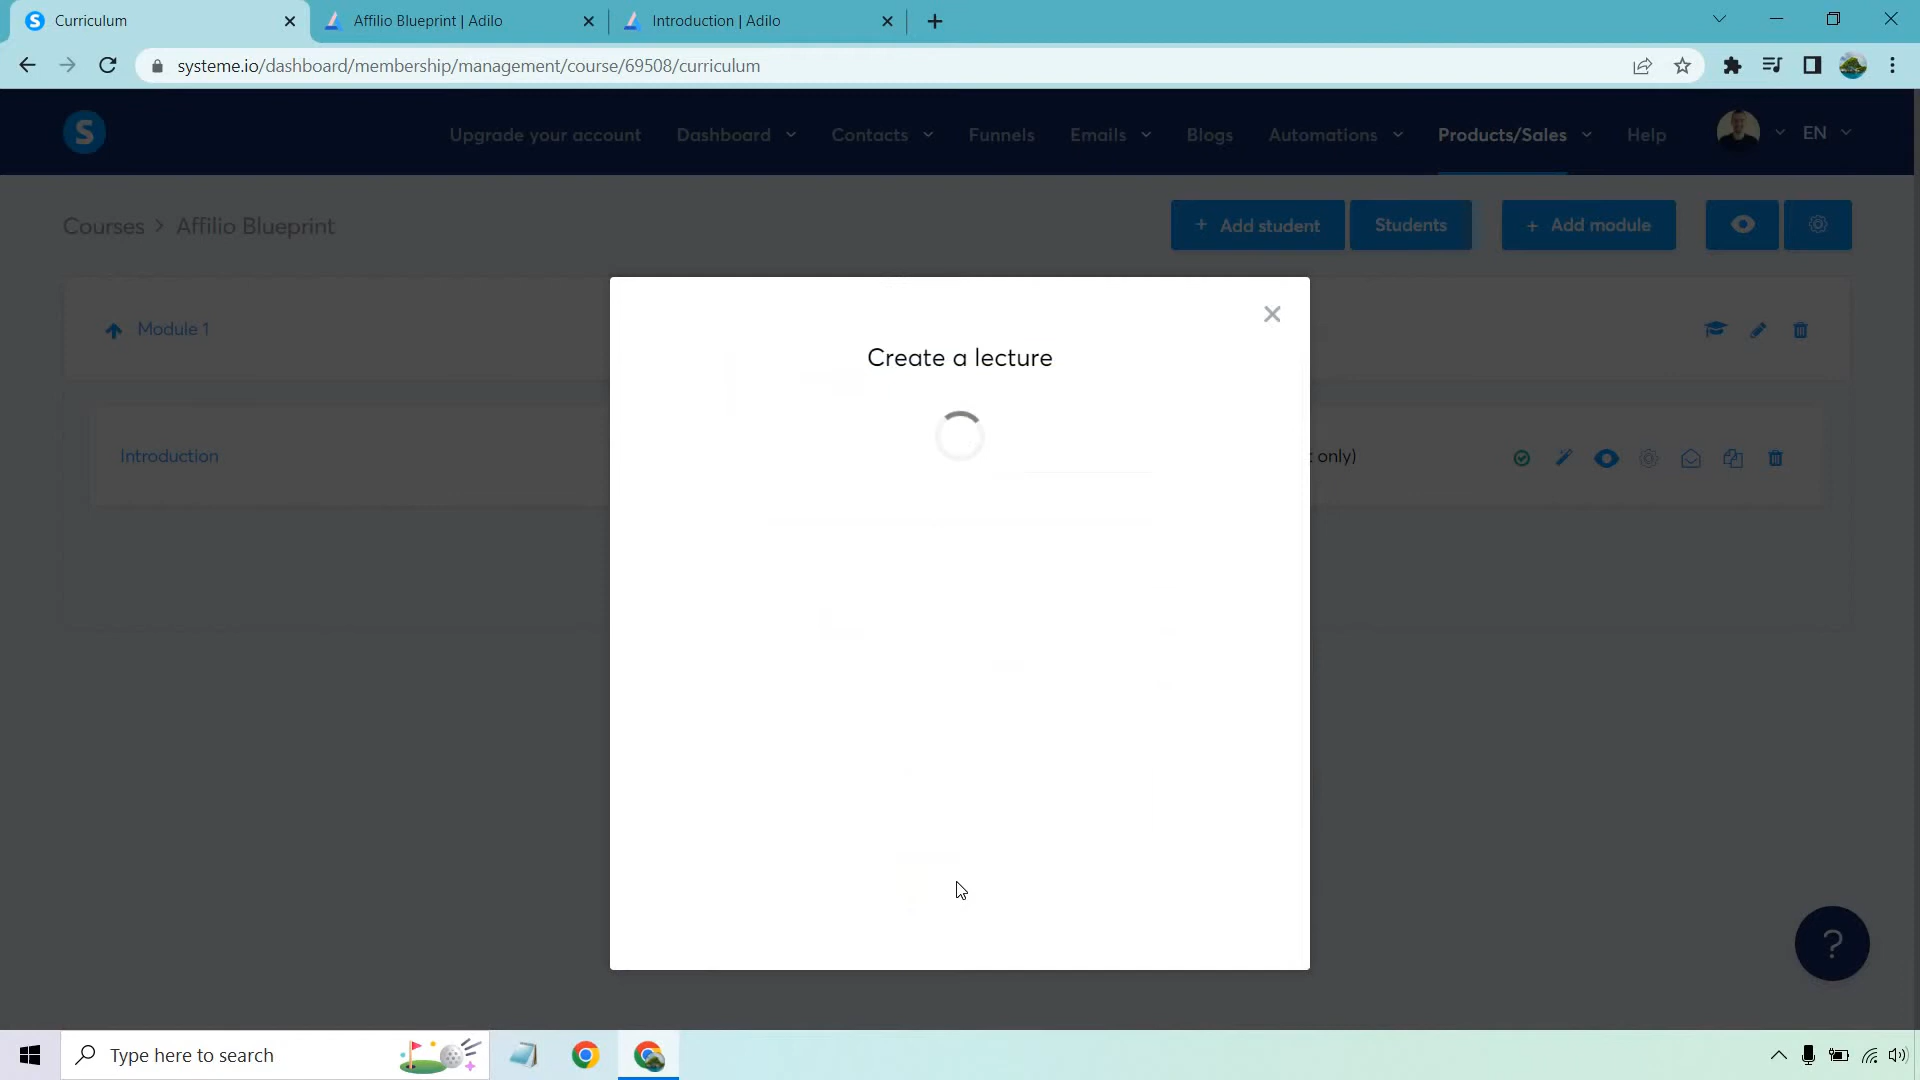 Curriculum
Affilio Blueprint | Adilo
Introduction | Adilo
systeme.io/dashboard/membership/management/course/69508/curriculum
S
Upgrade your account
Dashboard
Contacts
Funnels
Emails
Blogs
Automations
Products/Sales
Help
EN
Courses > Affilio Blueprint
+ Add student
Students
+ Add module
Create a lecture
Module 1
Introduction
only)
?
Type here to search